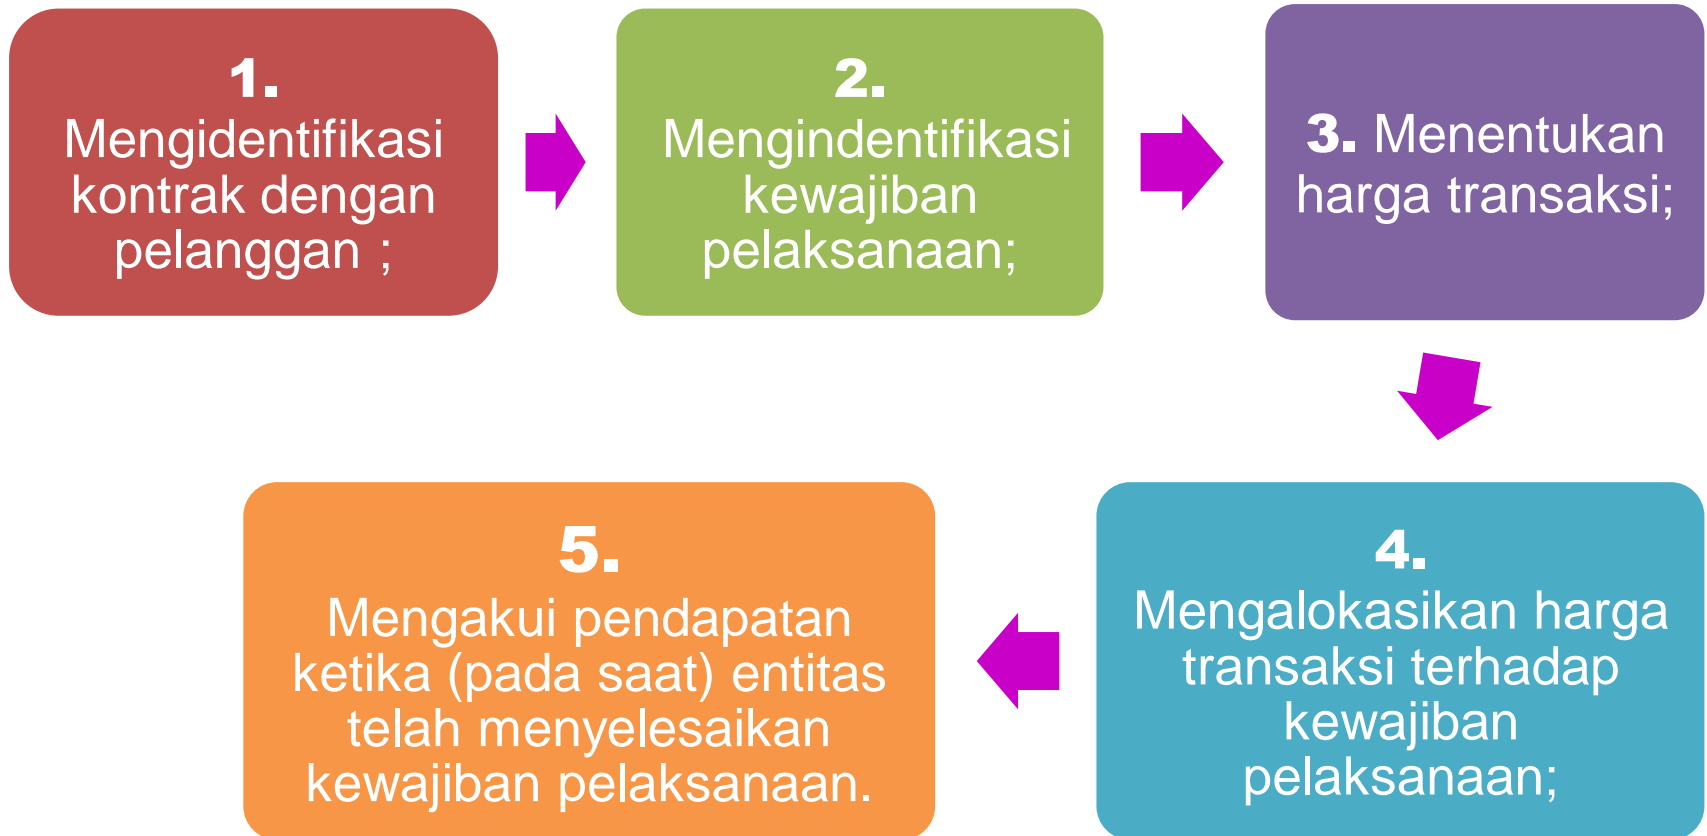 1.
Mengidentifikasi
kontrak dengan
pelanggan ;
2.
Mengindentifikasi
kewajiban
pelaksanaan;
3. Menentukan
harga transaksi;
4.
Mengalokasikan harga
transaksi terhadap
kewajiban
pelaksanaan;
5.
Mengakui pendapatan
ketika (pada saat) entitas
telah menyelesaikan
kewajiban pelaksanaan.